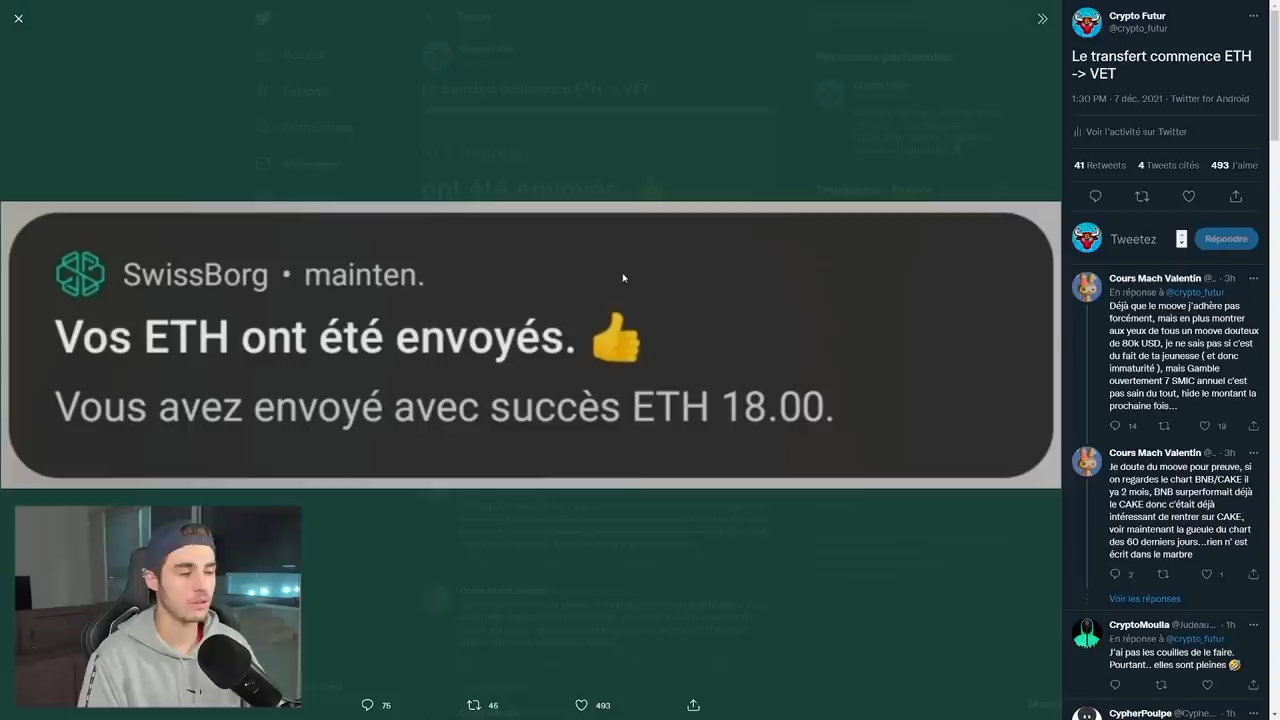 SwissBorg • mainten.
Vos ETH ont été envoyés. 👍
Vous avez envoyé avec succès ETH 18.00.
75
45
493
Crypto Futur
@crypto_futur
Le transfert commence ETH
-> VET
1:30 PM · 7 déc. 2021 · Twitter for Android
Voir l'activité sur Twitter
41 Retweets 4 Tweets cités 493 J'aime
Tweetez
Répondre
Cours Mach Valentin @.. · 3h
En réponse à @crypto_futur
Déjà que le moove j'adhère pas
forcément, mais en plus montrer
aux yeux de tous un moove douteux
de 80k USD, je ne sais pas si c'est
du fait de ta jeunesse ( et donc
immaturité ), mais Gamble
ouvertement 7 SMIC annuel c'est
pas sain du tout, hide le montant la
prochaine fois...
14
19
Cours Mach Valentin @.. · 3h
Je doute du moove pour preuve, si
on regardes le chart BNB/CAKE il
ya 2 mois, BNB surperformait déjà
le CAKE donc c'était déjà
intéressant de rentrer sur CAKE,
voir maintenant la gueule du chart
des 60 derniers jours...rien n' est
écrit dans le marbre
2
1
Voir les réponses
CryptoMoulla @Judeau... · 1h
En réponse à @crypto_futur
J'ai pas les couilles de le faire.
Pourtant.. elles sont pleines 🤣
CypherPoulpe @Cyphe... · 1h